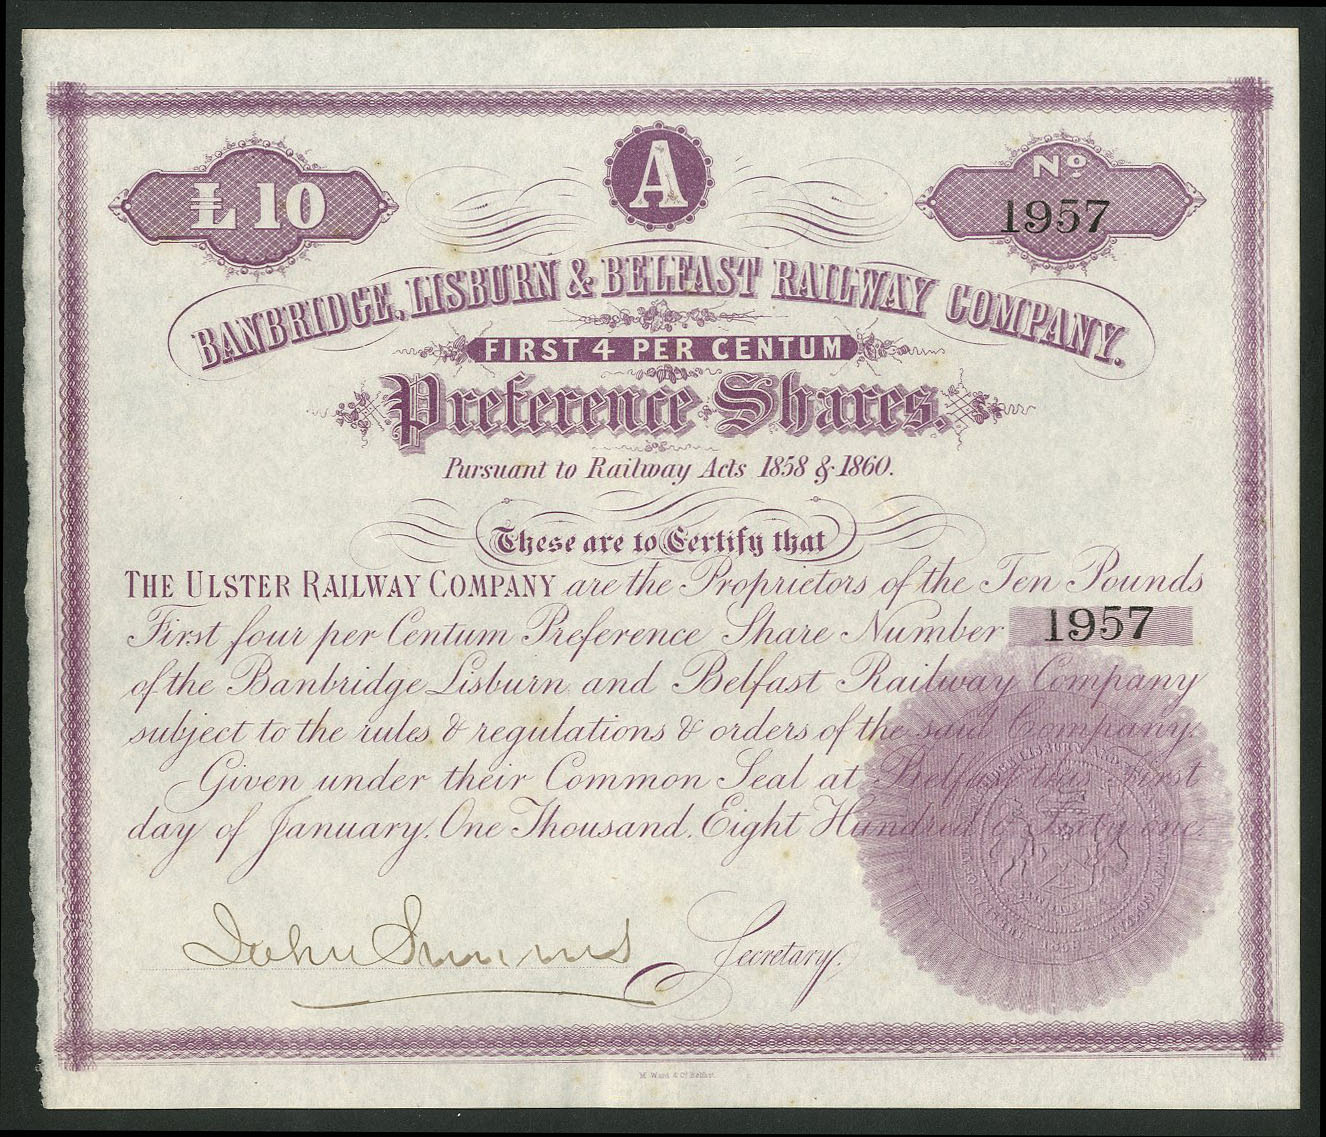 £10
A
No
1957
BANBRIDGE, LISBURN & BELFAST RAILWAY COMPANY.
FIRST 4 PER CENTUM
Preference Shares,
Pursuant to Railway Acts 1858 & 1860.
These are to Certify that
THE ULSTER RAILWAY COMPANY are the Proprietors of the Ten Pounds
First four per Centum Preference Share Number 1957
of the Banbridge Lisburn and Belfast Railway Company
subject to the rules & regulations & orders of the said Company.
Given under their Common Seal at Belfast this First
day of January. One Thousand. Eight Hundred & Sixty one.
John Secretary.
M. Ward & Co. Belfast.